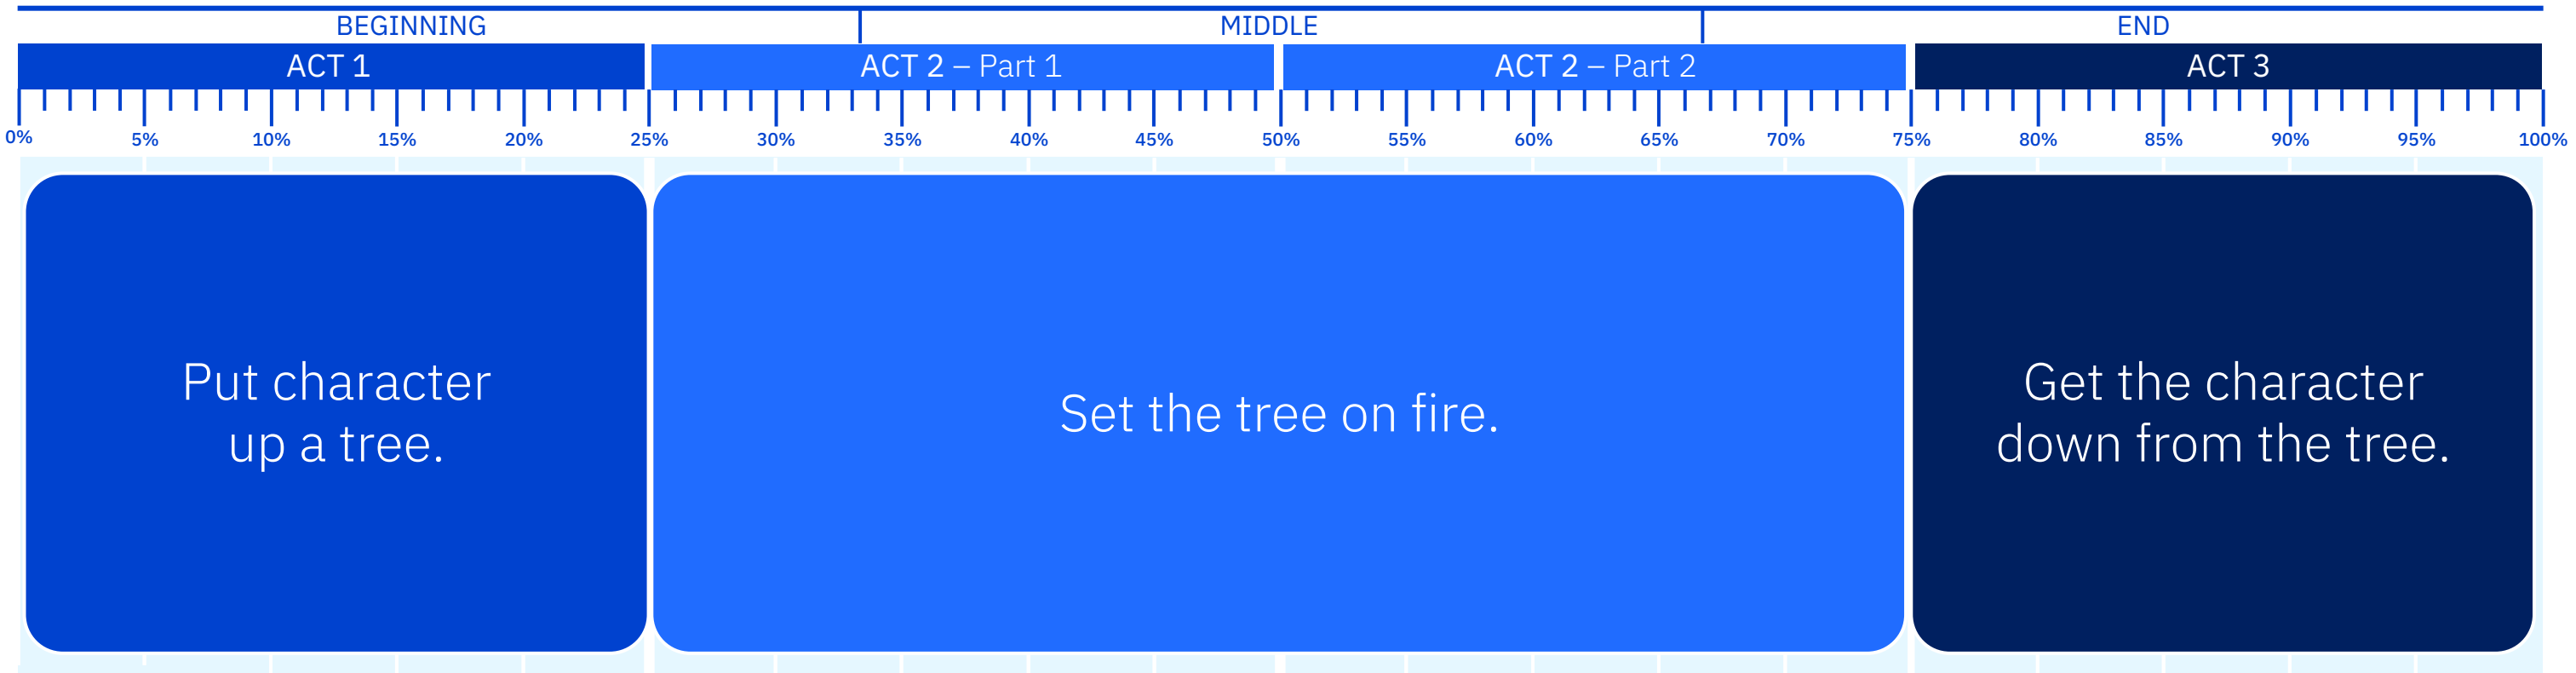 BEGINNING MIDDLE END
ACT 1 ACT 2 – Part 1 ACT 2 – Part 2 ACT 3
0% 5% 10% 15% 20% 25% 30% 35% 40% 45% 50% 55% 60% 65% 70% 75% 80% 85% 90% 95% 100%
Put character
up a tree.
Set the tree on fire.
Get the character
down from the tree.